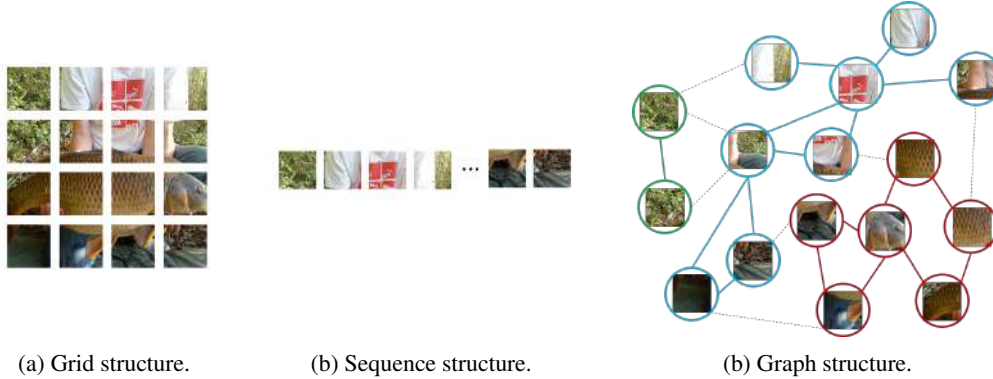 (a) Grid structure.
(b) Sequence structure.
(b) Graph structure.